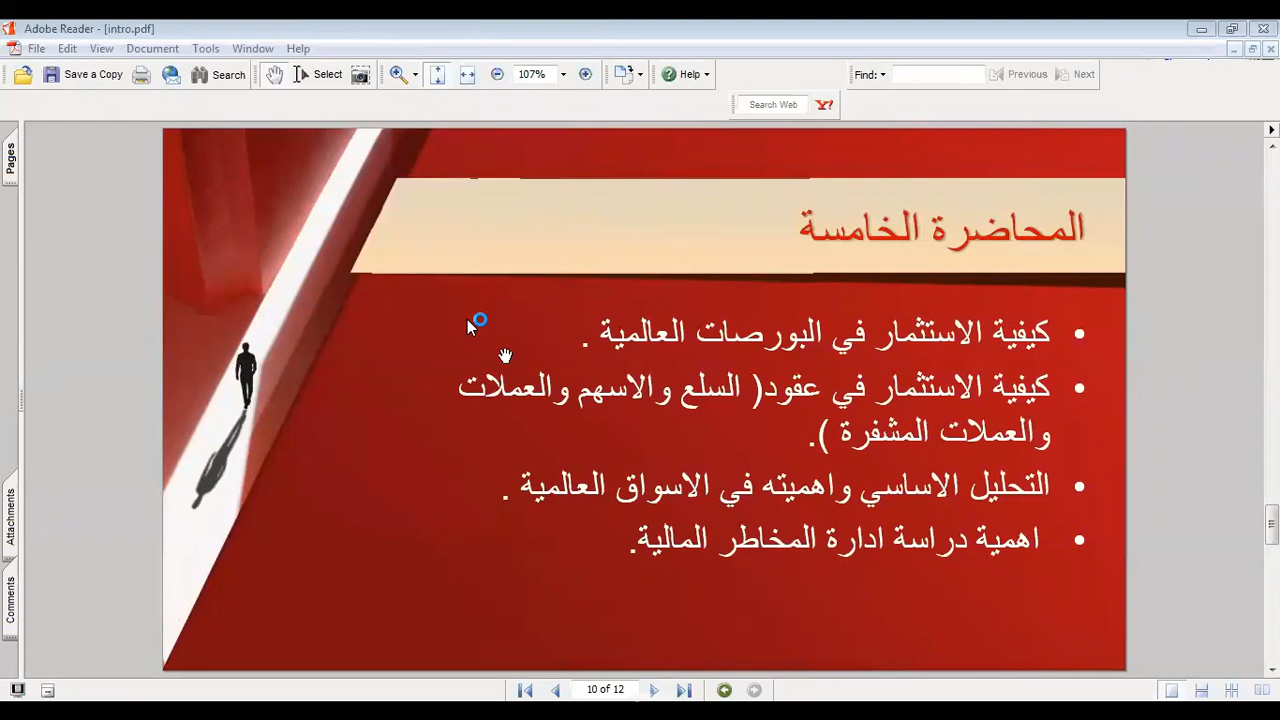 Adobe Reader - [intro.pdf]
File Edit View Document Tools Window Help
Save a Copy Search Select 107% Help Find: Previous Next
Search Web Y!
Pages
المحاضرة الخامسة
• كيفية الاستثمار في البورصات العالمية .
• كيفية الاستثمار في عقود( السلع والاسهم والعملات
والعملات المشفرة ).
• التحليل الاساسي واهميته في الاسواق العالمية .
• اهمية دراسة ادارة المخاطر المالية.
Attachments
Comments
10 of 12